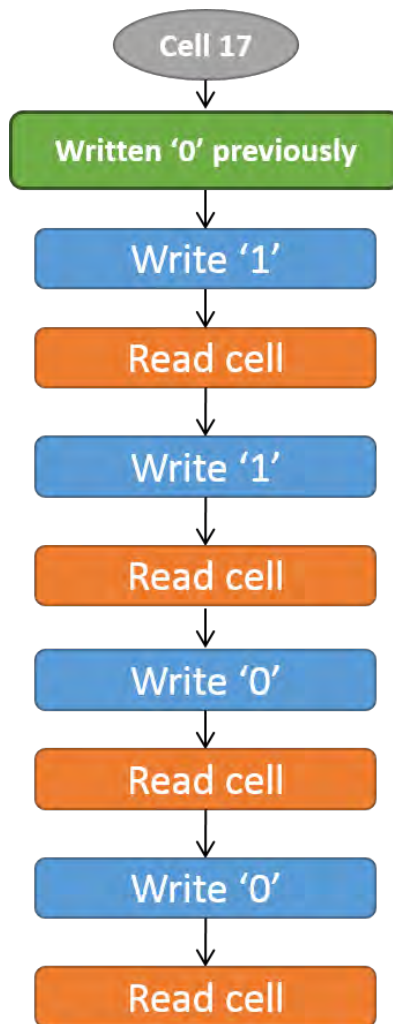 Cell 17
Written ‘0’ previously
Write ‘1’
Read cell
Write ‘1’
Read cell
Write ‘0’
Read cell
Write ‘0’
Read cell